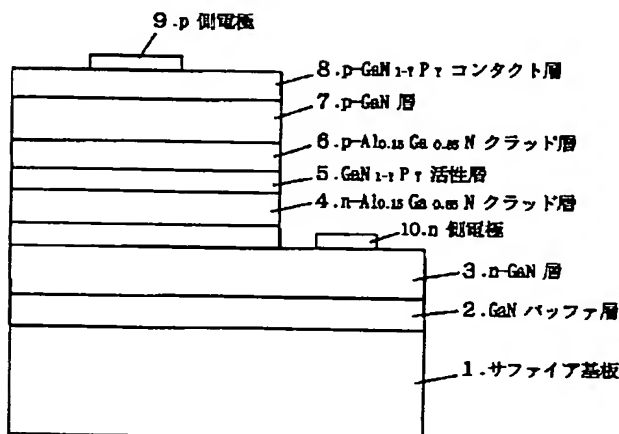 9.p 側電極
8.p-GaN1-YPY コンタクト層
7.p-GaN 層
6.p-Al0.15Ga0.85N クラッド層
5.GaN1-YPY 活性層
4.n-Al0.15Ga0.85N クラッド層
10.n 側電極
3.n-GaN 層
2.GaN バッファ層
1.サファイア基板